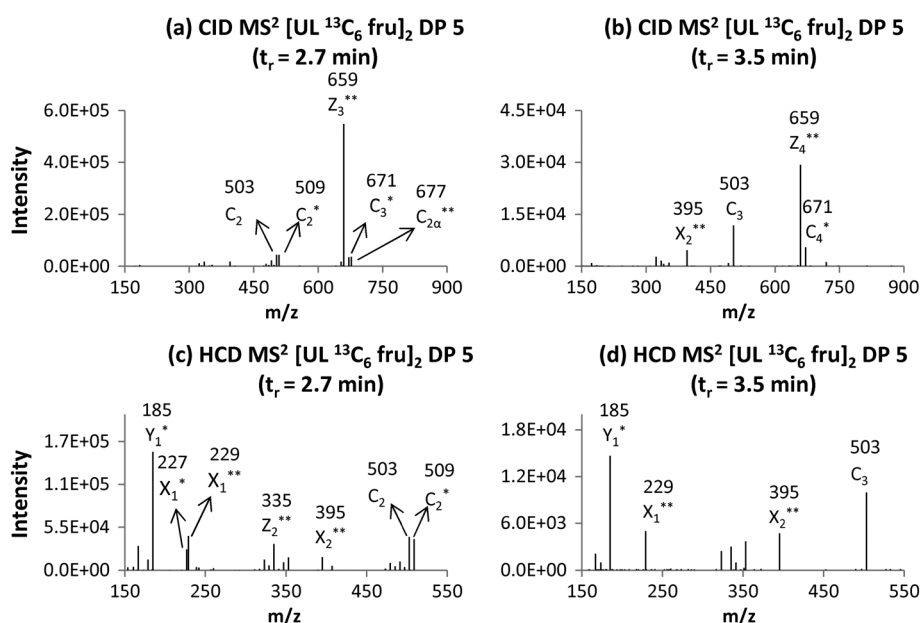 (a) CID MS² [UL ¹³C₆ fru]₂ DP 5
(tᵣ = 2.7 min)
Intensity
6.0E+05
4.0E+05
2.0E+05
0.0E+00
659
Z₃**
503
C₂
509
C₂*
671
C₃*
677
C₂α**
150
300
450
600
750
900
m/z
(b) CID MS² [UL ¹³C₆ fru]₂ DP 5
(tᵣ = 3.5 min)
4.5E+04
3.0E+04
1.5E+04
0.0E+00
659
Z₄**
503
C₃
671
C₄*
395
X₂**
150
300
450
600
750
900
m/z
(c) HCD MS² [UL ¹³C₆ fru]₂ DP 5
(tᵣ = 2.7 min)
Intensity
1.7E+05
1.1E+05
5.5E+04
0.0E+00
185
Y₁*
227
X₁*
229
X₁**
335
Z₂**
395
X₂**
503
C₂
509
C₂*
150
250
350
450
550
m/z
(d) HCD MS² [UL ¹³C₆ fru]₂ DP 5
(tᵣ = 3.5 min)
1.8E+04
1.2E+04
6.0E+03
0.0E+00
185
Y₁*
229
X₁**
395
X₂**
503
C₃
150
250
350
450
550
m/z